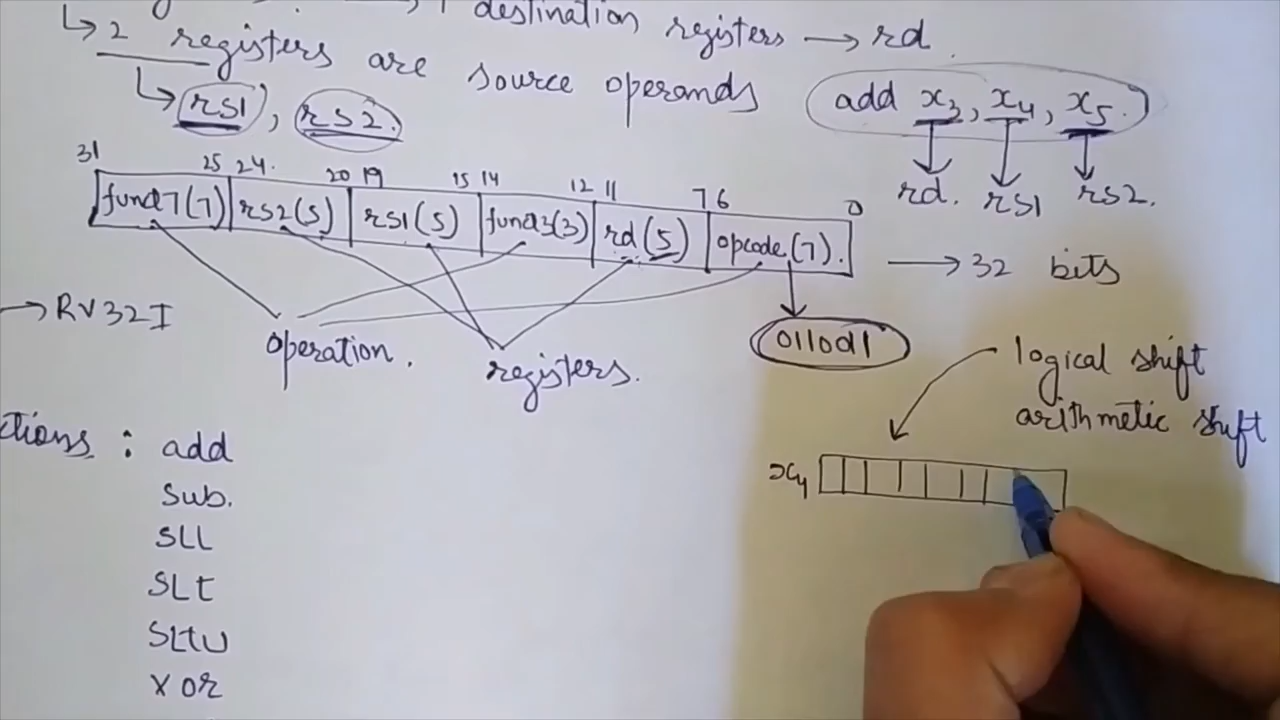 destination registers → rd.
↳ 2 registers are source operands
↳ rs1, rs2.
add x3, x4, x5.
rd. rs1 rs2.
31 25 24. 20 19 15 14 12 11 7 6 0
funct7(7) rs2(5) rs1(5) funct3(3) rd(5) opcode(7).
→ 32 bits
→ RV32I
operation. registers.
0110011
logical shift
arithmetic shift
x4
ctions : add
sub.
SLL
SLt
SLtU
xor